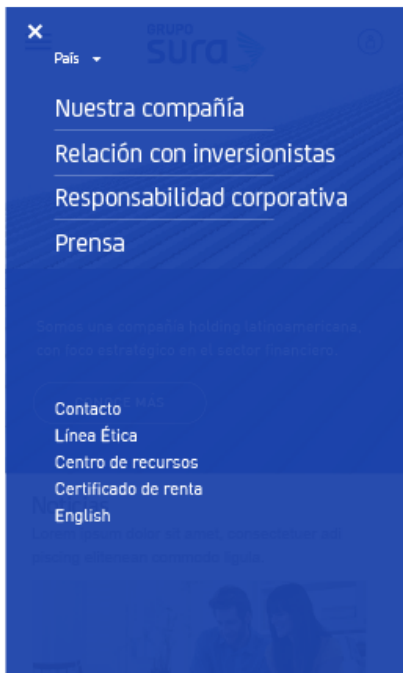 ×
País
GRUPO
sura
Nuestra compañía
Relación con inversionistas
Responsabilidad corporativa
Prensa
Somos una compañía holding latinoamericana,
con foco estratégico en el sector financiero
MAS
Contacto
Línea Ética
Centro de recursos
Certificado de renta
English